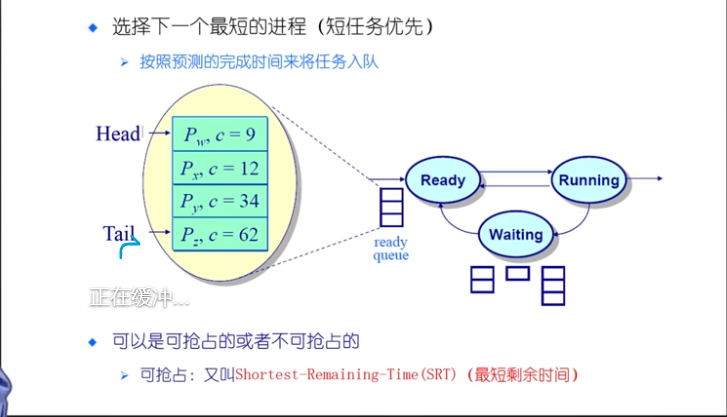 选择下一个最短的进程（短任务优先）
按照预测的完成时间来将任务入队
Head
Pw, c = 9
Px, c = 12
Py, c = 34
Tail
Pz, c = 62
Ready
Running
Waiting
ready
queue
正在缓冲...
可以是可抢占的或者不可抢占的
可抢占：又叫Shortest-Remaining-Time(SRT)（最短剩余时间）